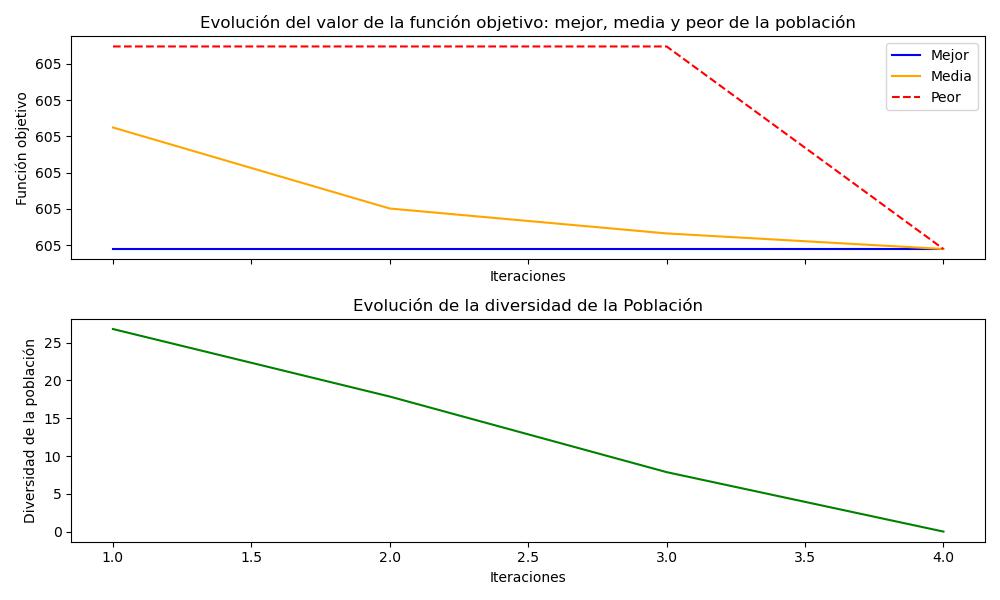 Evolución del valor de la función objetivo: mejor, media y peor de la población
Función objetivo
605
605
605
605
605
605
Mejor
Media
Peor
Iteraciones
Evolución de la diversidad de la Población
Diversidad de la población
25
20
15
10
5
0
1.0 1.5 2.0 2.5 3.0 3.5 4.0
Iteraciones